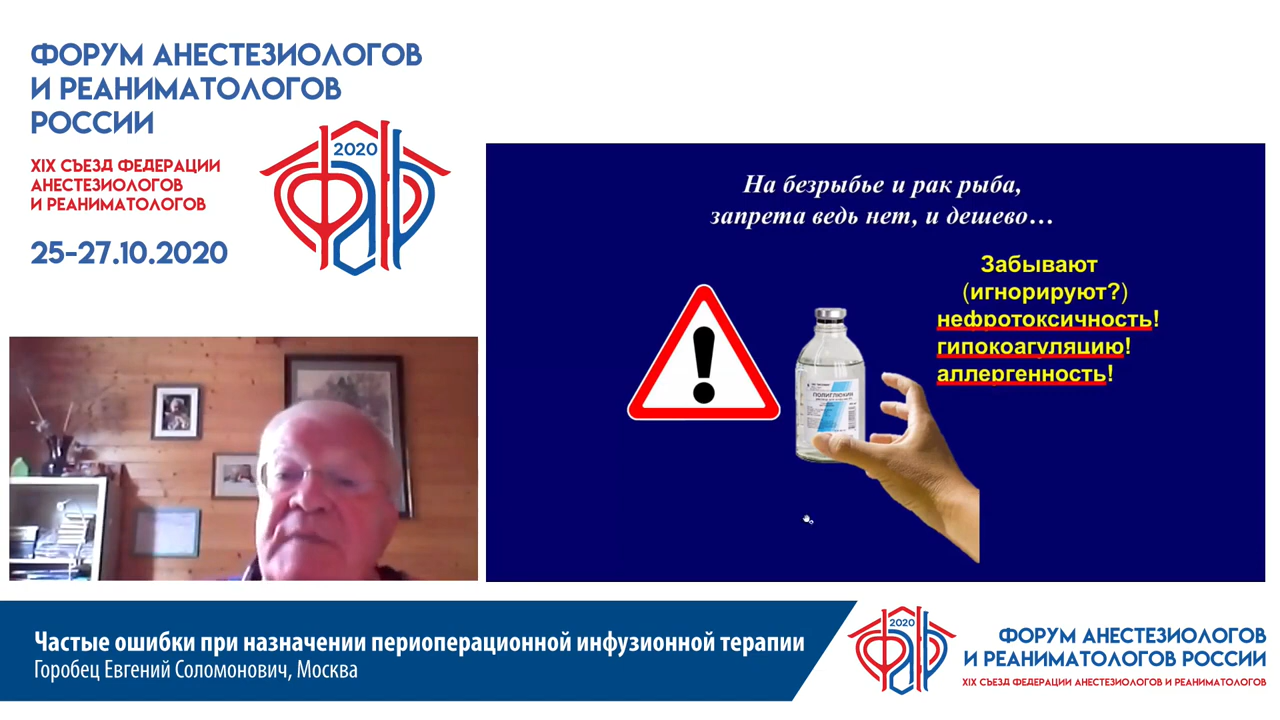 ФОРУМ АНЕСТЕЗИОЛОГОВ
И РЕАНИМАТОЛОГОВ
РОССИИ
XIX СЪЕЗД ФЕДЕРАЦИИ
АНЕСТЕЗИОЛОГОВ
И РЕАНИМАТОЛОГОВ
25-27.10.2020
2020
ФАР
На безрыбье и рак рыба,
запрета ведь нет, и дешево...
Забывают
(игнорируют?)
нефротоксичность!
гипокоагуляцию!
аллергенность!
ПОЛИГЛЮКИН
Частые ошибки при назначении периоперационной инфузионной терапии
Горобец Евгений Соломонович, Москва
2020
ФАР
ФОРУМ АНЕСТЕЗИОЛОГОВ
И РЕАНИМАТОЛОГОВ РОССИИ
XIX СЪЕЗД ФЕДЕРАЦИИ АНЕСТЕЗИОЛОГОВ И РЕАНИМАТОЛОГОВ